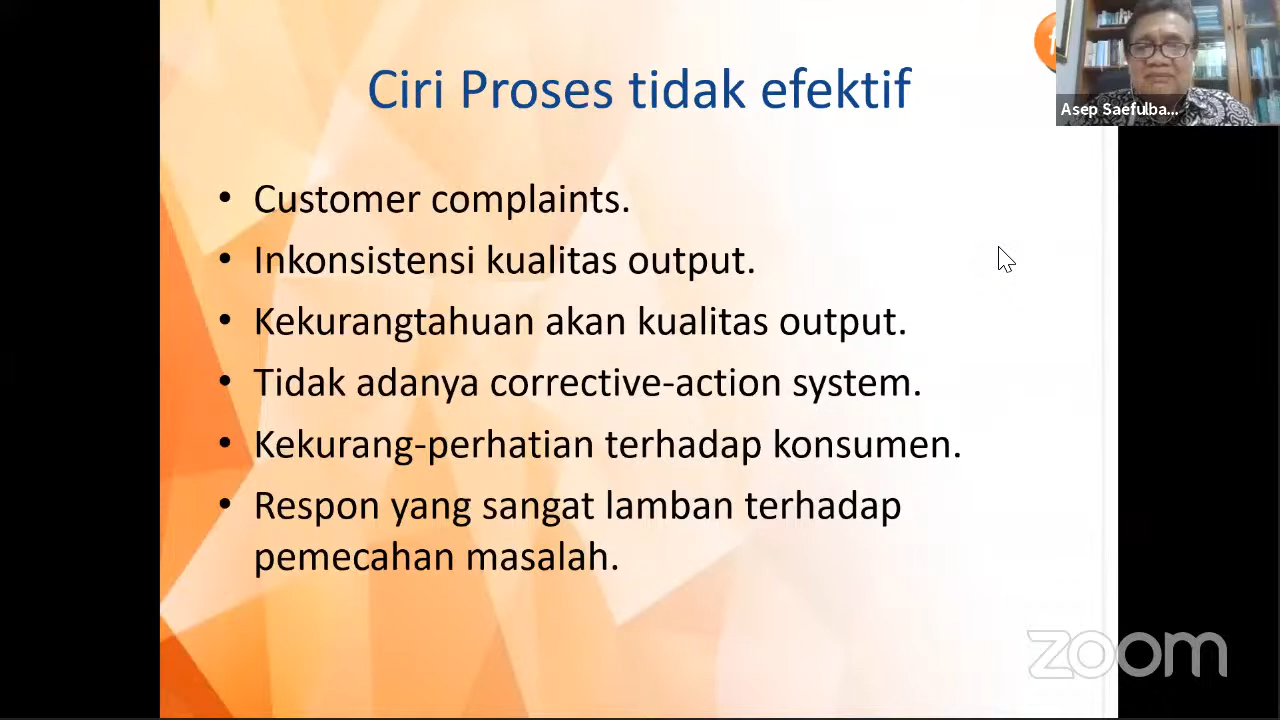 Ciri Proses tidak efektif
Asep Saefulba...
• Customer complaints.
• Inkonsistensi kualitas output.
• Kekurangtahuan akan kualitas output.
• Tidak adanya corrective-action system.
• Kekurang-perhatian terhadap konsumen.
• Respon yang sangat lamban terhadap
pemecahan masalah.
zoom